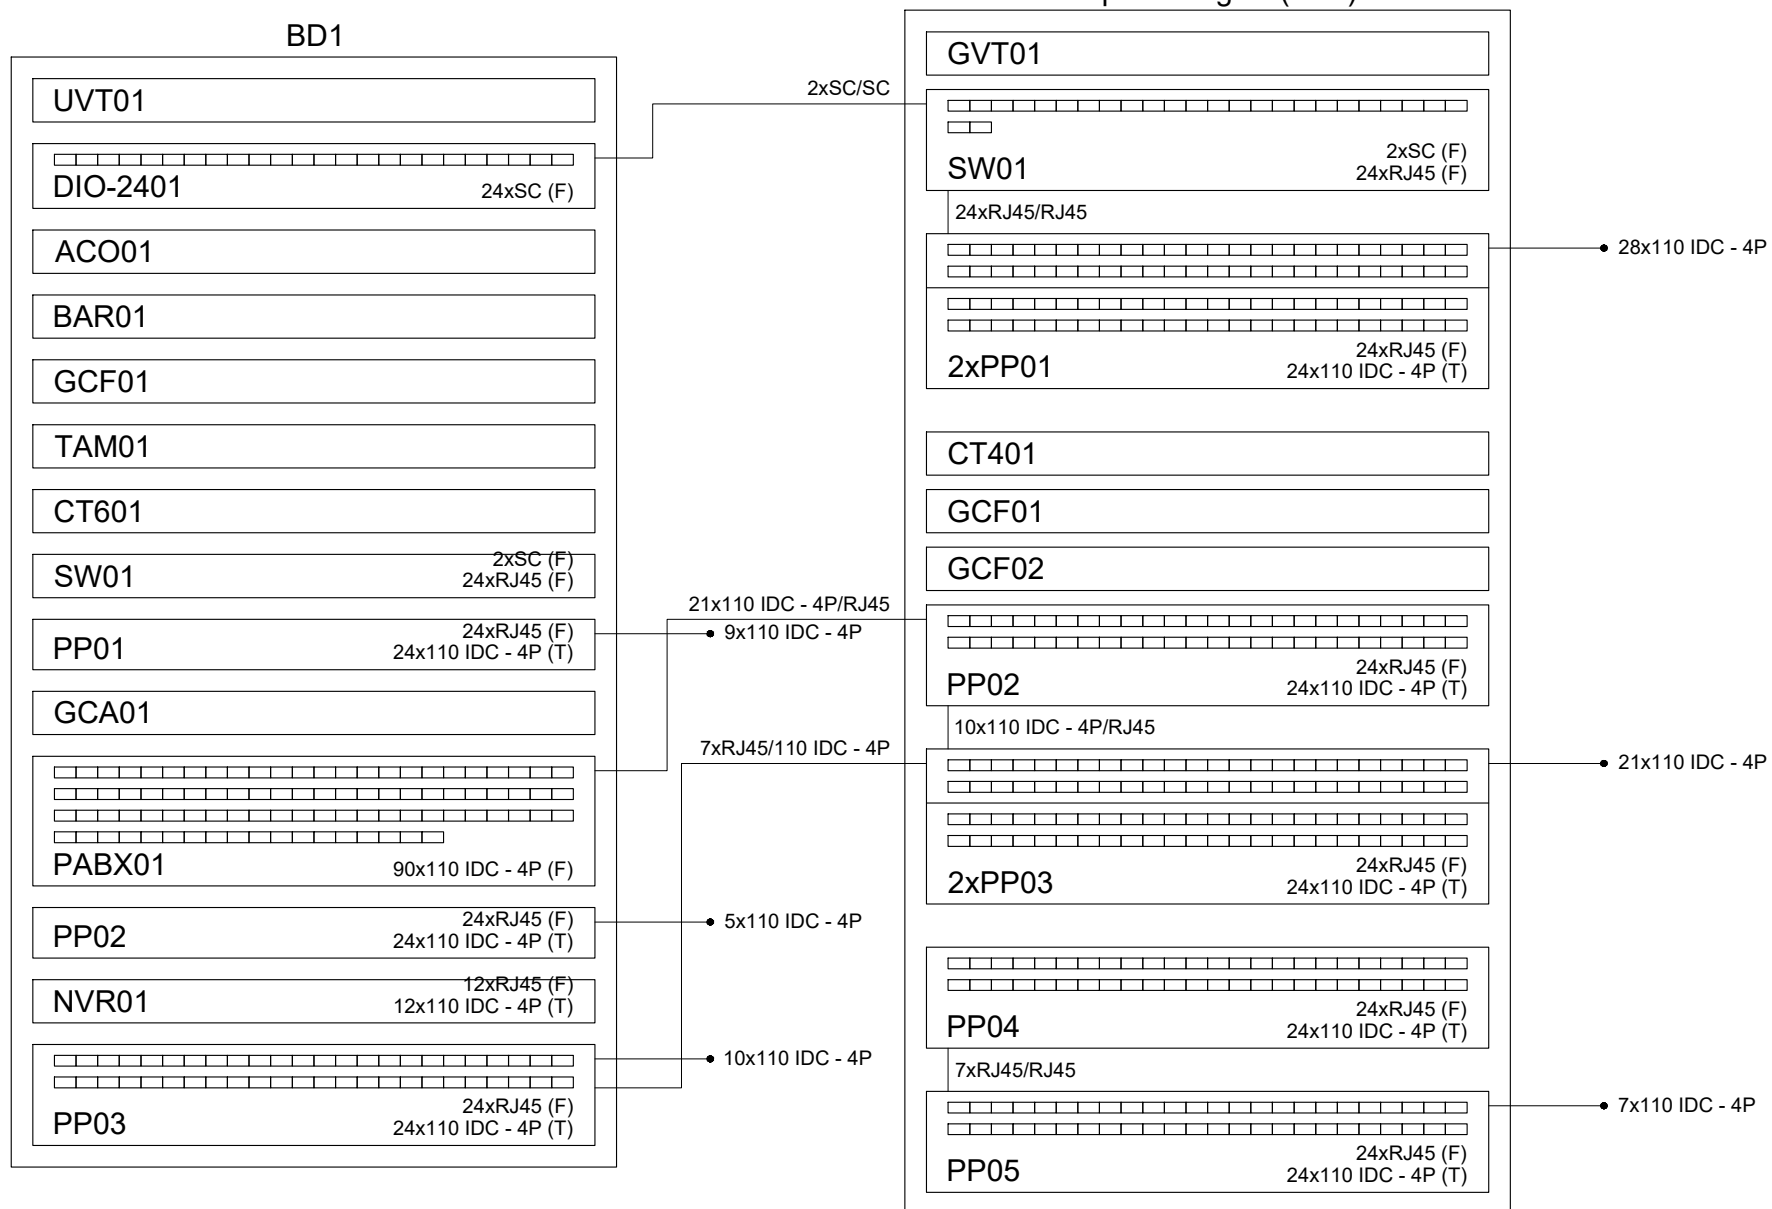 BD1
UVT01
DIO-2401
24xSC (F)
ACO01
BAR01
GCF01
TAM01
CT601
SW01
2xSC (F)
24xRJ45 (F)
PP01
24xRJ45 (F)
24x110 IDC - 4P (T)
GCA01
PABX01
90x110 IDC - 4P (F)
PP02
24xRJ45 (F)
24x110 IDC - 4P (T)
NVR01
12xRJ45 (F)
12x110 IDC - 4P (T)
PP03
24xRJ45 (F)
24x110 IDC - 4P (T)
2xSC/SC
21x110 IDC - 4P/RJ45
9x110 IDC - 4P
7xRJ45/110 IDC - 4P
5x110 IDC - 4P
10x110 IDC - 4P
GVT01
SW01
2xSC (F)
24xRJ45 (F)
24xRJ45/RJ45
28x110 IDC - 4P
2xPP01
24xRJ45 (F)
24x110 IDC - 4P (T)
CT401
GCF01
GCF02
PP02
24xRJ45 (F)
24x110 IDC - 4P (T)
10x110 IDC - 4P/RJ45
21x110 IDC - 4P
2xPP03
24xRJ45 (F)
24x110 IDC - 4P (T)
PP04
24xRJ45 (F)
24x110 IDC - 4P (T)
7xRJ45/RJ45
7x110 IDC - 4P
PP05
24xRJ45 (F)
24x110 IDC - 4P (T)